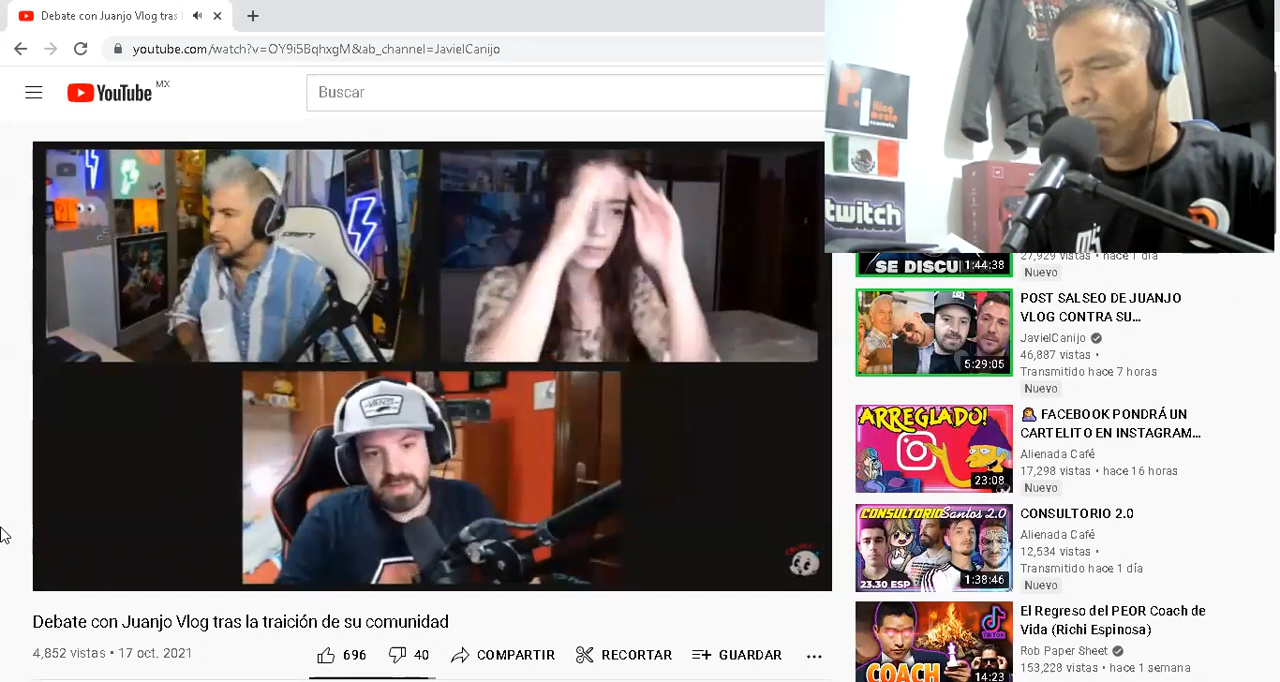 Debate con Juanjo Vlog tras
youtube.com/watch?v=OY9i5BqhxgM&ab_channel=JavielCanijo
YouTube MX
Buscar
twitch
SE DISCU
1:44:38
27,929 vistas • hace 1 día
Nuevo
POST SALSEO DE JUANJO
VLOG CONTRA SU...
JavielCanijo
46,887 vistas •
Transmitido hace 7 horas
Nuevo
5:29:05
ARREGLADO!
23:08
FACEBOOK PONDRÁ UN
CARTELITO EN INSTAGRAM...
Alienada Café
17,298 vistas • hace 16 horas
Nuevo
CONSULTORIO Santos 2.0
23.30 ESP
1:38:46
CONSULTORIO 2.0
Alienada Café
12,534 vistas •
Transmitido hace 1 día
Nuevo
COACH
14:23
El Regreso del PEOR Coach de
Vida (Richi Espinosa)
Rob Paper Sheet
153,228 vistas • hace 1 semana
DRIFT
VANS
Debate con Juanjo Vlog tras la traición de su comunidad
4,852 vistas • 17 oct. 2021
696
40
COMPARTIR
RECORTAR
GUARDAR